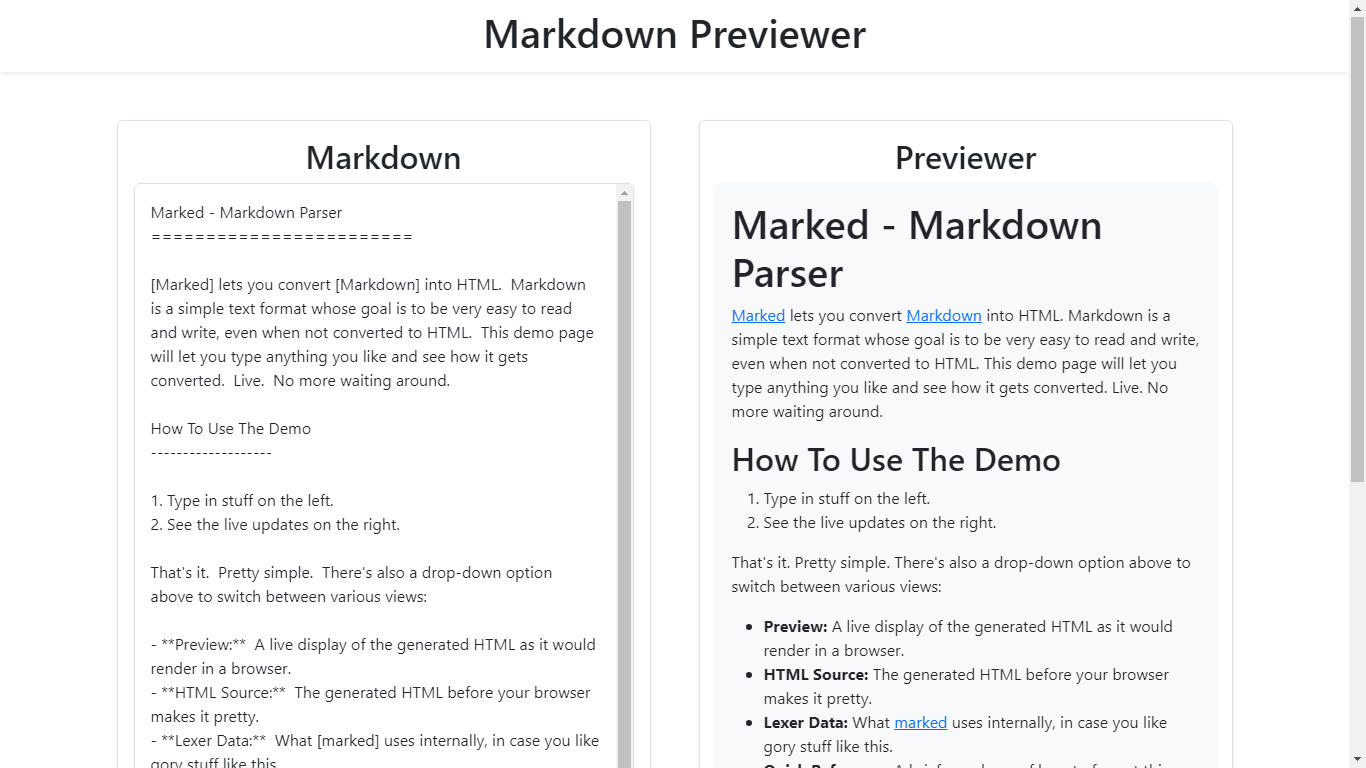 Markdown Previewer
Markdown
Marked - Markdown Parser
========================
[Marked] lets you convert [Markdown] into HTML.  Markdown
is a simple text format whose goal is to be very easy to read
and write, even when not converted to HTML.  This demo page
will let you type anything you like and see how it gets
converted.  Live.  No more waiting around.
How To Use The Demo
-------------------
1. Type in stuff on the left.
2. See the live updates on the right.
That's it.  Pretty simple.  There's also a drop-down option
above to switch between various views:
- **Preview:**  A live display of the generated HTML as it would
render in a browser.
- **HTML Source:**  The generated HTML before your browser
makes it pretty.
- **Lexer Data:**  What [marked] uses internally, in case you like
gory stuff like this.
Previewer
Marked - Markdown
Parser
Marked lets you convert Markdown into HTML. Markdown is a
simple text format whose goal is to be very easy to read and write,
even when not converted to HTML. This demo page will let you
type anything you like and see how it gets converted. Live. No
more waiting around.
How To Use The Demo
1. Type in stuff on the left.
2. See the live updates on the right.
That's it. Pretty simple. There's also a drop-down option above to
switch between various views:
• Preview: A live display of the generated HTML as it would
render in a browser.
• HTML Source: The generated HTML before your browser
makes it pretty.
• Lexer Data: What marked uses internally, in case you like
gory stuff like this.